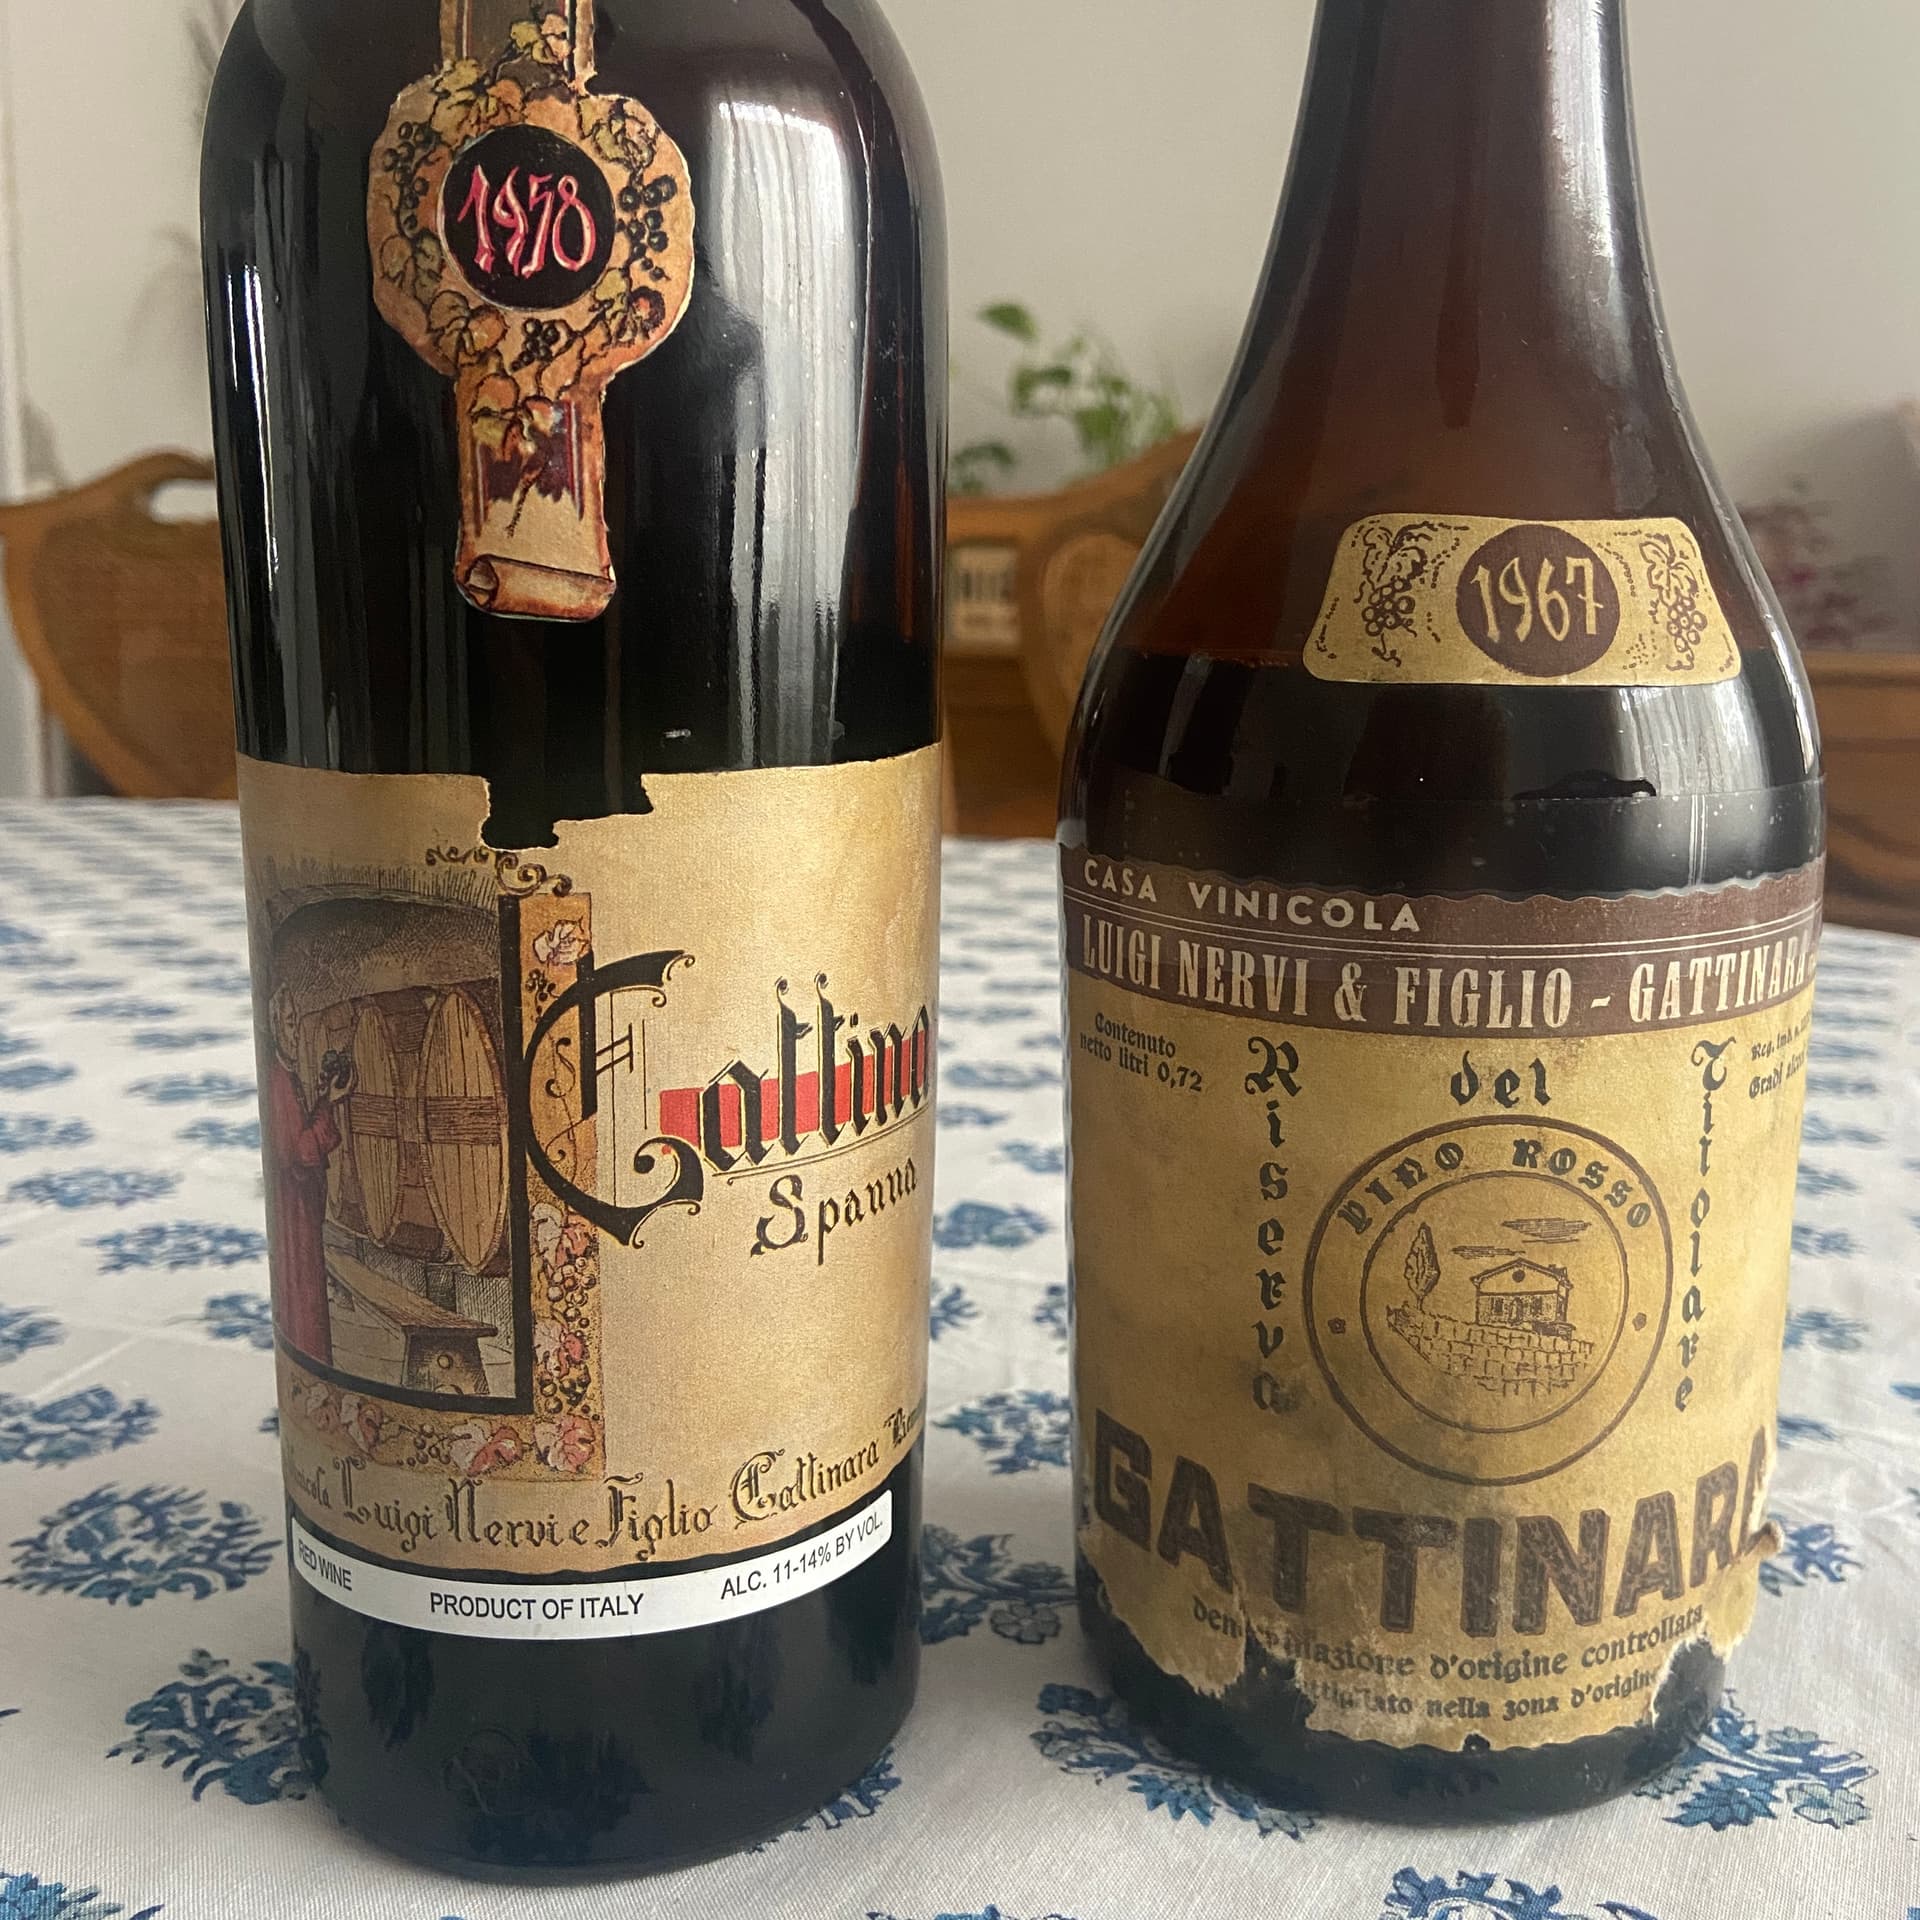 1958
Gattina
Spanna
Luigi Nervi e Figlio Gattinara
RED WINE PRODUCT OF ITALY ALC. 11-14% BY VOL.
1967
CASA VINICOLA
LUIGI NERVI & FIGLIO - GATTINARA
Contenuto
netto litri 0,72
Riserva del Titolare
VINO ROSSO
GATTINARA
Denominazione d'origine controllata
nella zona d'origine